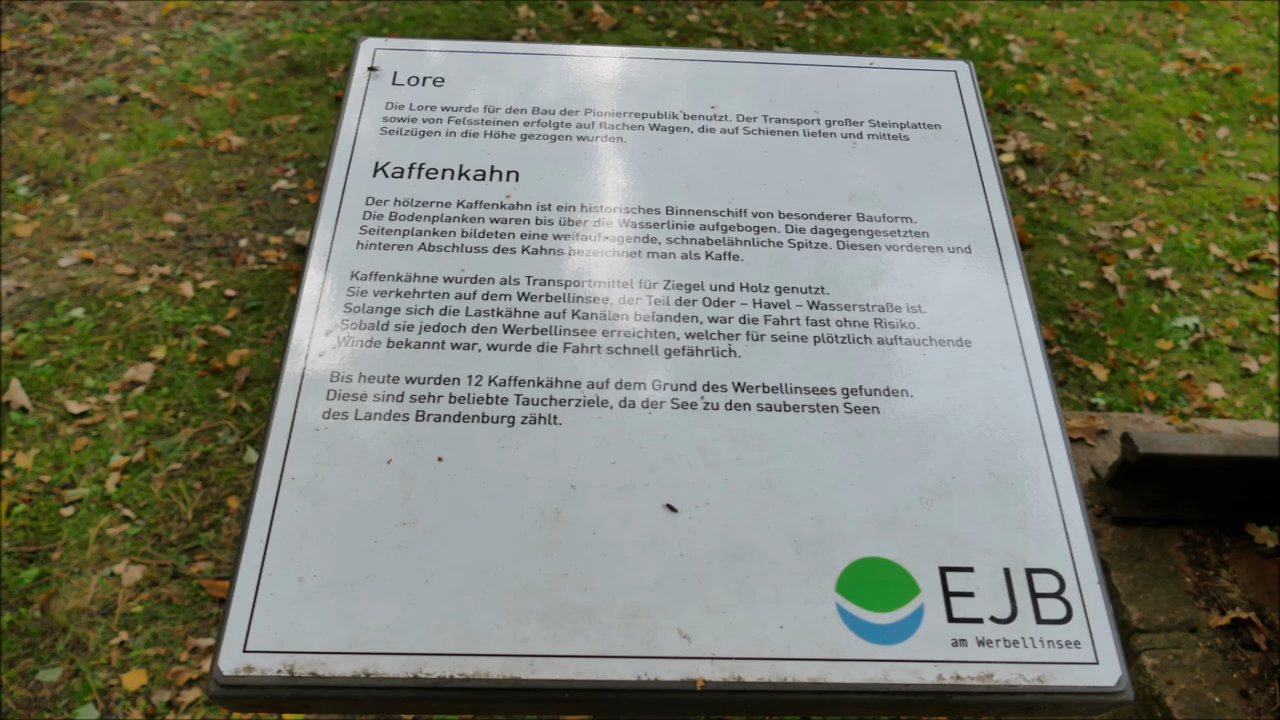 Lore
Die Lore wurde für den Bau der Pionierrepublik benutzt. Der Transport großer Steinplatten
sowie von Felssteinen erfolgte auf flachen Wagen, die auf Schienen liefen und mittels
Seilzügen in die Höhe gezogen wurden.
Kaffenkahn
Der hölzerne Kaffenkahn ist ein historisches Binnenschiff von besonderer Bauform.
Die Bodenplanken waren bis über die Wasserlinie aufgebogen. Die dagegengesetzten
Seitenplanken bildeten eine weitaufragende, schnabelähnliche Spitze. Diesen vorderen und
hinteren Abschluss des Kahns bezeichnet man als Kaffe.
Kaffenkähne wurden als Transportmittel für Ziegel und Holz genutzt.
Sie verkehrten auf dem Werbellinsee, der Teil der Oder – Havel – Wasserstraße ist.
Solange sich die Lastkähne auf Kanälen befanden, war die Fahrt fast ohne Risiko.
Sobald sie jedoch den Werbellinsee erreichten, welcher für seine plötzlich auftauchende
Winde bekannt war, wurde die Fahrt schnell gefährlich.
Bis heute wurden 12 Kaffenkähne auf dem Grund des Werbellinsees gefunden.
Diese sind sehr beliebte Taucherziele, da der See zu den saubersten Seen
des Landes Brandenburg zählt.
EJB
am Werbellinsee